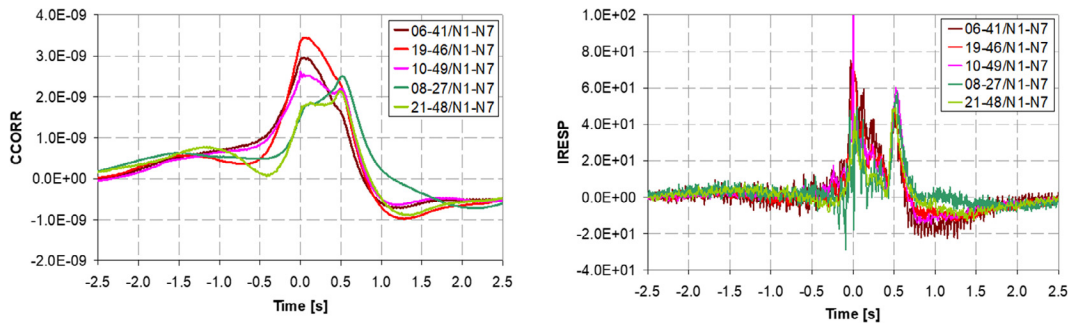 4.0E-09
3.0E-09
2.0E-09
1.0E-09
0.0E+00
-1.0E-09
-2.0E-09
CCORR
-2.5 -2.0 -1.5 -1.0 -0.5 0.0 0.5 1.0 1.5 2.0 2.5
Time [s]
06-41/N1-N7
19-46/N1-N7
10-49/N1-N7
08-27/N1-N7
21-48/N1-N7
1.0E+02
8.0E+01
6.0E+01
4.0E+01
2.0E+01
0.0E+00
-2.0E+01
-4.0E+01
IRESP
-2.5 -2.0 -1.5 -1.0 -0.5 0.0 0.5 1.0 1.5 2.0 2.5
Time [s]
06-41/N1-N7
19-46/N1-N7
10-49/N1-N7
08-27/N1-N7
21-48/N1-N7